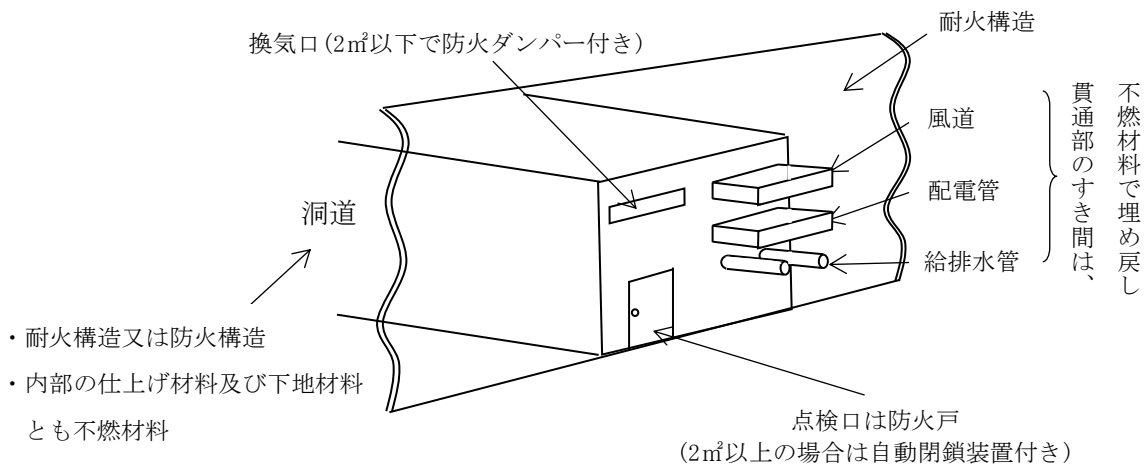 耐火構造
換気口(2㎡以下で防火ダンパー付き)
風道
配電管
給排水管
貫通部のすき間は、
不燃材料で埋め戻し
洞道
・耐火構造又は防火構造
・内部の仕上げ材料及び下地材料
とも不燃材料
点検口は防火戸
(2㎡以上の場合は自動閉鎖装置付き)